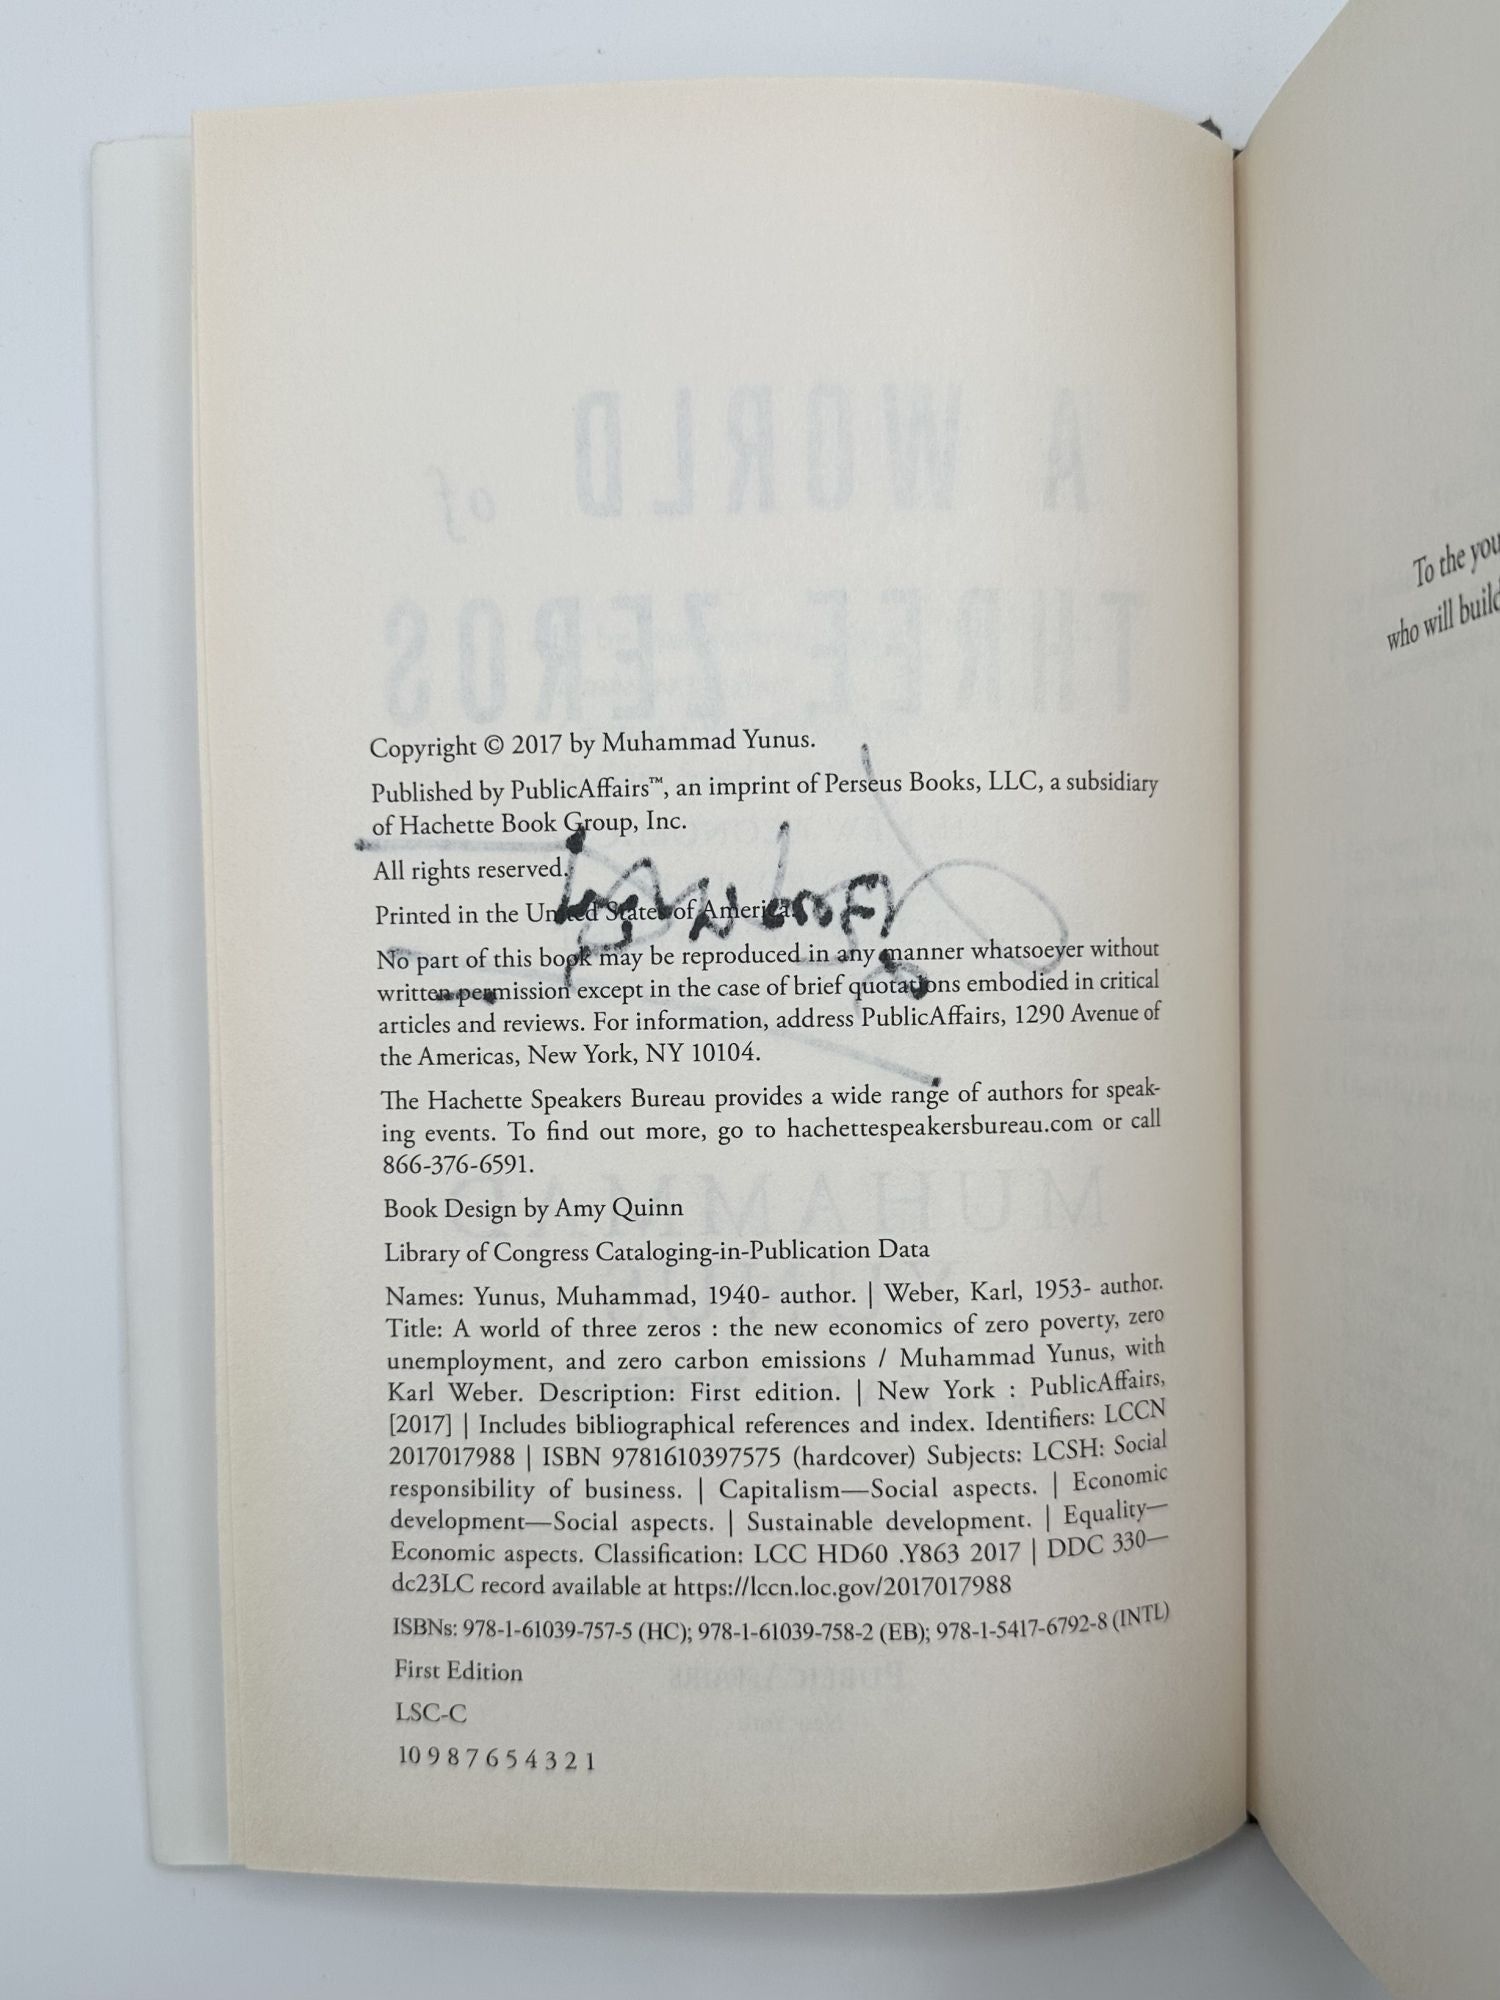 Copyright © 2017 by Muhammad Yunus.
Published by PublicAffairs™, an imprint of Perseus Books, LLC, a subsidiary
of Hachette Book Group, Inc.
All rights reserved.
Printed in the United States of America.
No part of this book may be reproduced in any manner whatsoever without
written permission except in the case of brief quotations embodied in critical
articles and reviews. For information, address PublicAffairs, 1290 Avenue of
the Americas, New York, NY 10104.
The Hachette Speakers Bureau provides a wide range of authors for speak-
ing events. To find out more, go to hachettespeakersbureau.com or call
866-376-6591.
Book Design by Amy Quinn
Library of Congress Cataloging-in-Publication Data
Names: Yunus, Muhammad, 1940- author. | Weber, Karl, 1953- author.
Title: A world of three zeros : the new economics of zero poverty, zero
unemployment, and zero carbon emissions / Muhammad Yunus, with
Karl Weber. Description: First edition. | New York : PublicAffairs,
[2017] | Includes bibliographical references and index. Identifiers: LCCN
2017017988 | ISBN 9781610397575 (hardcover) Subjects: LCSH: Social
responsibility of business. | Capitalism—Social aspects. | Economic
development—Social aspects. | Sustainable development. | Equality—
Economic aspects. Classification: LCC HD60 .Y863 2017 | DDC 330—
dc23LC record available at https://lccn.loc.gov/2017017988
ISBNs: 978-1-61039-757-5 (HC); 978-1-61039-758-2 (EB); 978-1-5417-6792-8 (INTL)
First Edition
LSC-C
10 9 8 7 6 5 4 3 2 1
To the
who will
A WORLD of
THREE ZEROS
MUHAMMAD
PUBLICAFFAIRS